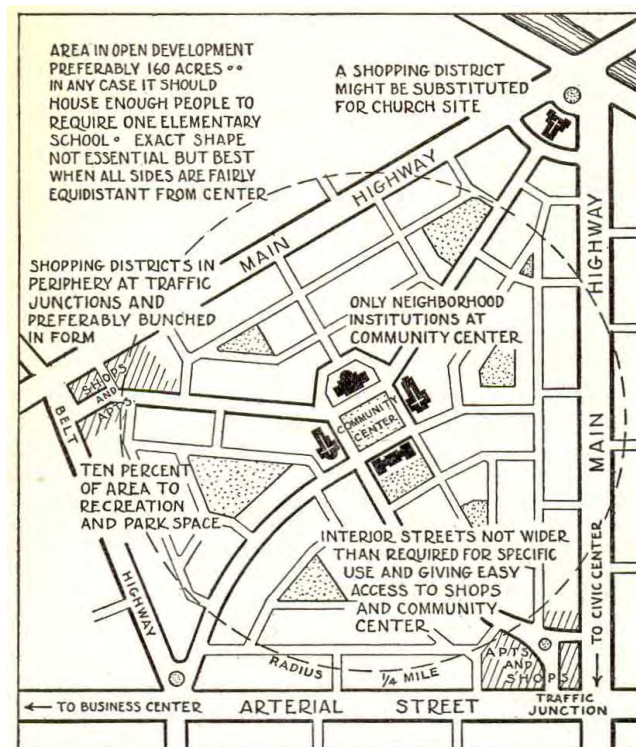 AREA IN OPEN DEVELOPMENT
PREFERABLY 160 ACRES ••
IN ANY CASE IT SHOULD
HOUSE ENOUGH PEOPLE TO
REQUIRE ONE ELEMENTARY
SCHOOL • EXACT SHAPE
NOT ESSENTIAL BUT BEST
WHEN ALL SIDES ARE FAIRLY
EQUIDISTANT FROM CENTER
A SHOPPING DISTRICT
MIGHT BE SUBSTITUTED
FOR CHURCH SITE
MAIN HIGHWAY
HIGHWAY
MAIN
SHOPPING DISTRICTS IN
PERIPHERY AT TRAFFIC
JUNCTIONS AND
PREFERABLY BUNCHED
IN FORM
ONLY NEIGHBORHOOD
INSTITUTIONS AT
COMMUNITY CENTER
SHOPS
AND
APTS.
BELT
HIGHWAY
COMMUNITY
CENTER
TEN PERCENT
OF AREA TO
RECREATION
AND PARK SPACE
INTERIOR STREETS NOT WIDER
THAN REQUIRED FOR SPECIFIC
USE AND GIVING EASY
ACCESS TO SHOPS
AND COMMUNITY
CENTER
→ TO CIVIC CENTER
RADIUS 1/4 MILE
APTS.
AND
SHOPS
TRAFFIC
JUNCTION
← TO BUSINESS CENTER
ARTERIAL STREET